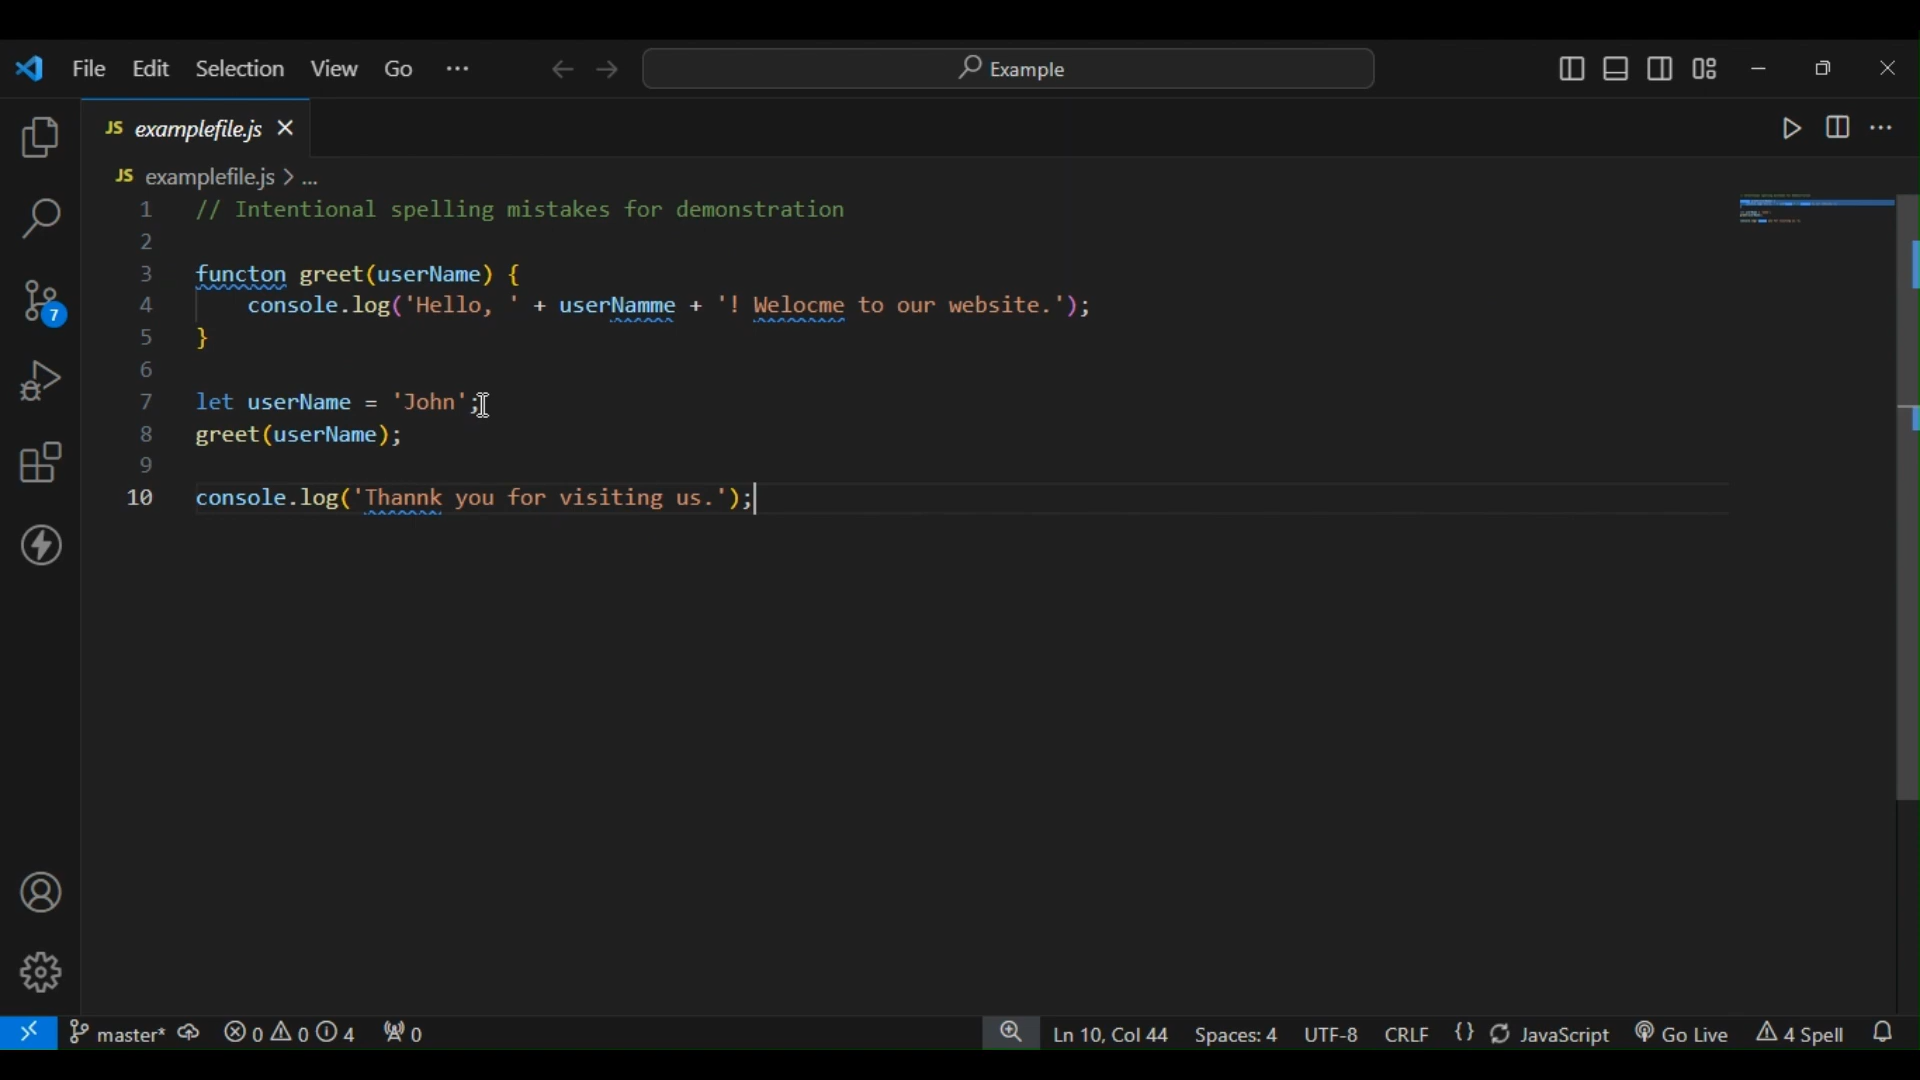 File Edit Selection View Go ··· Example
JS examplefile.js
JS examplefile.js > ...
1 // Intentional spelling mistakes for demonstration
2
3 functon greet(userName) {
4 console.log('Hello, ' + userNamme + '! Welocme to our website.');
5 }
6
7 let userName = 'John';
8 greet(userName);
9
10 console.log('Thannk you for visiting us.');
7
master* 0 0 4 0 Ln 10, Col 44 Spaces: 4 UTF-8 CRLF {} JavaScript Go Live 4 Spell